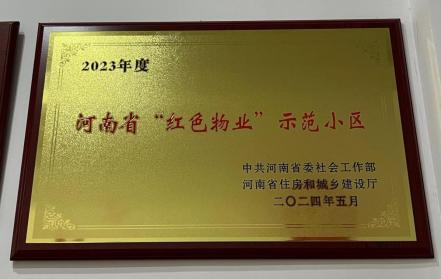 2023年度
河南省“红色物业”示范小区
中共河南省委社会工作部
河南省住房和城乡建设厅
二〇二四年五月